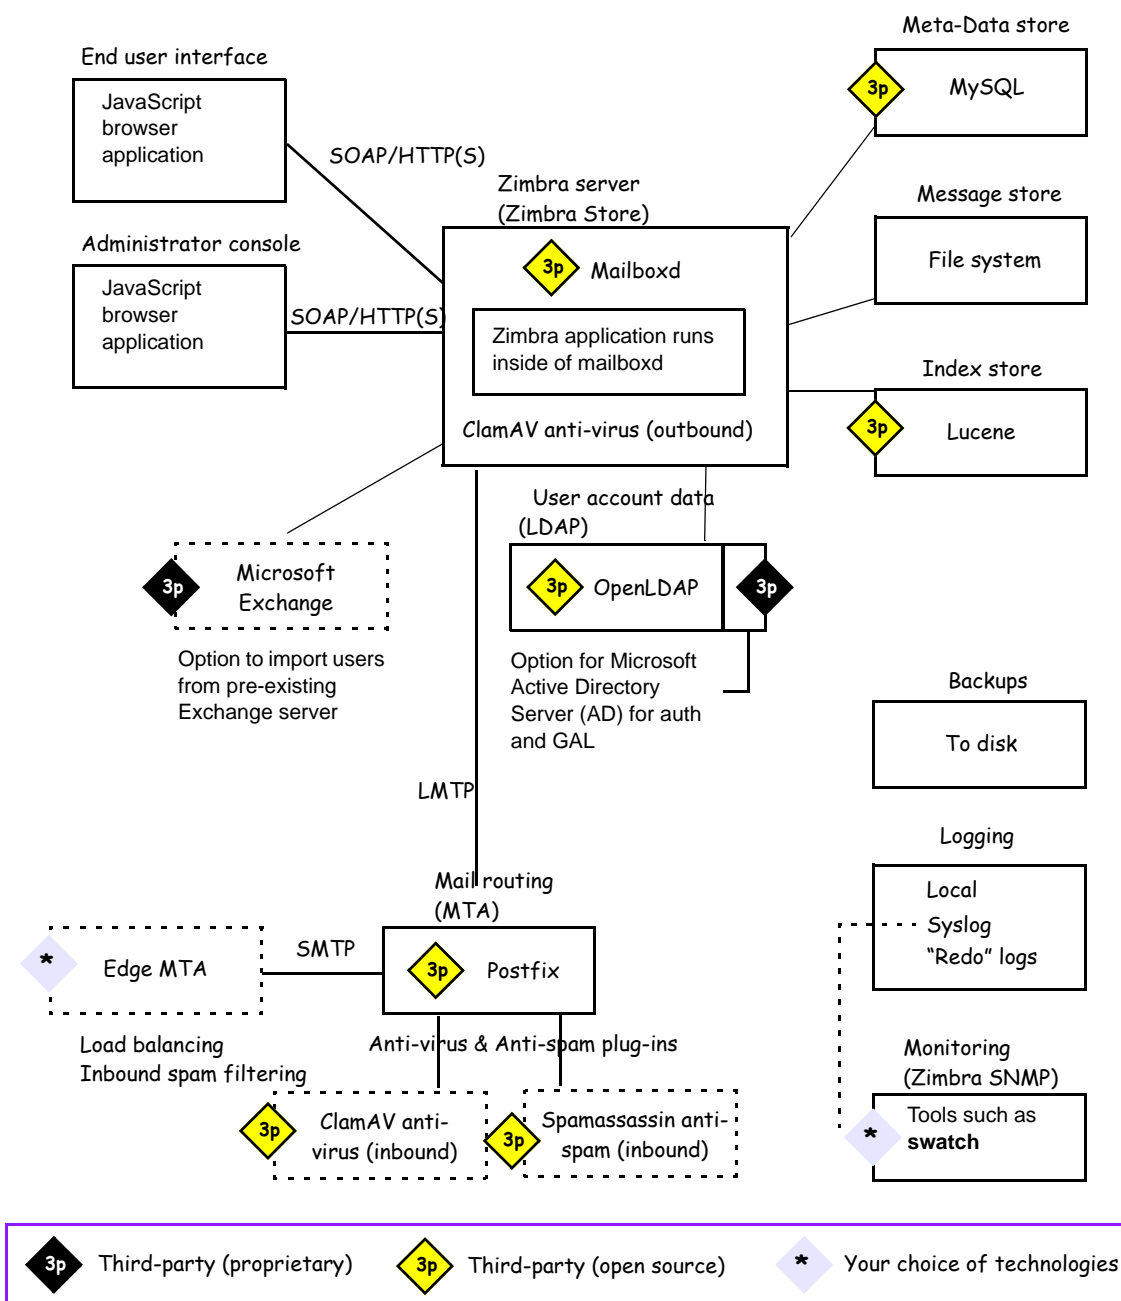 Meta-Data store
3p
MySQL
End user interface
JavaScript
browser
application
SOAP/HTTP(S)
Zimbra server
(Zimbra Store)
Message store
File system
Administrator console
JavaScript
browser
application
SOAP/HTTP(S)
3p
Mailboxd
Zimbra application runs
inside of mailboxd
ClamAV anti-virus (outbound)
Index store
3p
Lucene
User account data
(LDAP)
3p
OpenLDAP
3p
3p
Microsoft
Exchange
Option to import users
from pre-existing
Exchange server
Option for Microsoft
Active Directory
Server (AD) for auth
and GAL
Backups
To disk
LMTP
Logging
Local
Syslog
“Redo” logs
Mail routing
(MTA)
3p
Postfix
SMTP
*
Edge MTA
Load balancing
Inbound spam filtering
Anti-virus & Anti-spam plug-ins
3p
ClamAV anti-
virus (inbound)
3p
Spamassassin anti-
spam (inbound)
Monitoring
(Zimbra SNMP)
*
Tools such as
swatch
3p
Third-party (proprietary)
3p
Third-party (open source)
*
Your choice of technologies